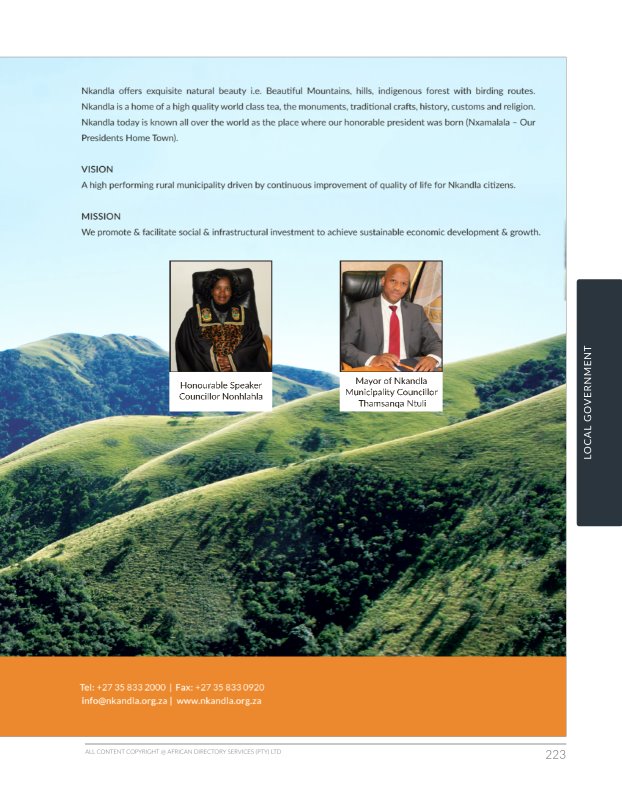 Nkandla offers exquisite natural beauty i.e. Beautiful Mountains, hills, indigenous forest with birding routes.
Nkandla is a home of a high quality world class tea, the monuments, traditional crafts, history, customs and religion.
Nkandla today is known all over the world as the place where our honorable president was born (Nxamalala – Our
Presidents Home Town).
VISION
A high performing rural municipality driven by continuous improvement of quality of life for Nkandla citizens.
MISSION
We promote & facilitate social & infrastructural investment to achieve sustainable economic development & growth.
Honourable Speaker
Councillor Nonhlahla
Mayor of Nkandla
Municipality Councillor
Thamsanqa Ntuli
LOCAL GOVERNMENT
Tel: +27 35 833 2000 | Fax: +27 35 833 0920
info@nkandla.org.za | www.nkandla.org.za
ALL CONTENT COPYRIGHT @ AFRICAN DIRECTORY SERVICES (PTY) LTD
223